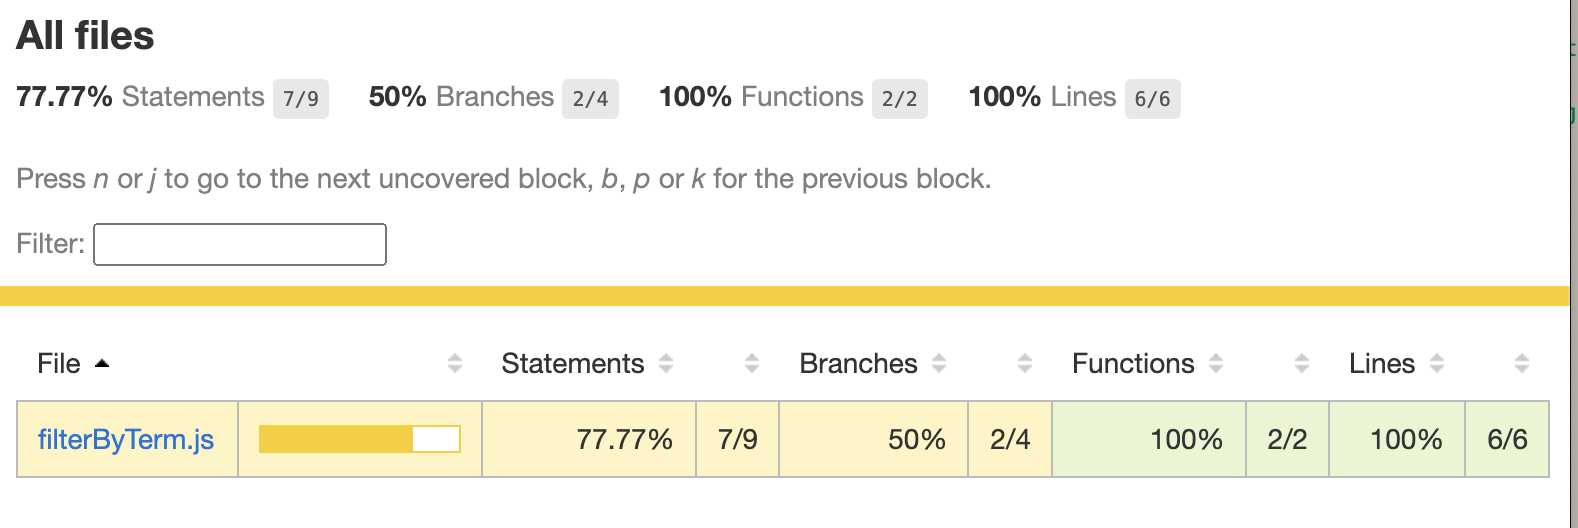 All files
77.77% Statements 7/9 50% Branches 2/4 100% Functions 2/2 100% Lines 6/6
Press n or j to go to the next uncovered block, b, p or k for the previous block.
Filter:
File Statements Branches Functions Lines
filterByTerm.js 77.77% 7/9 50% 2/4 100% 2/2 100% 6/6